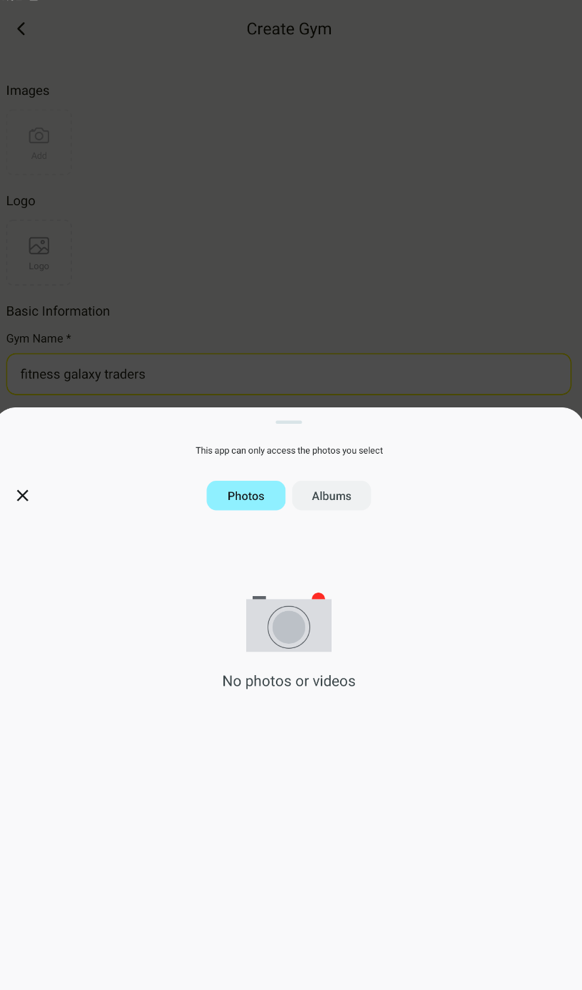 Create Gym
Images
Add
Logo
Logo
Basic Information
Gym Name *
fitness galaxy traders
This app can only access the photos you select
Photos
Albums
No photos or videos